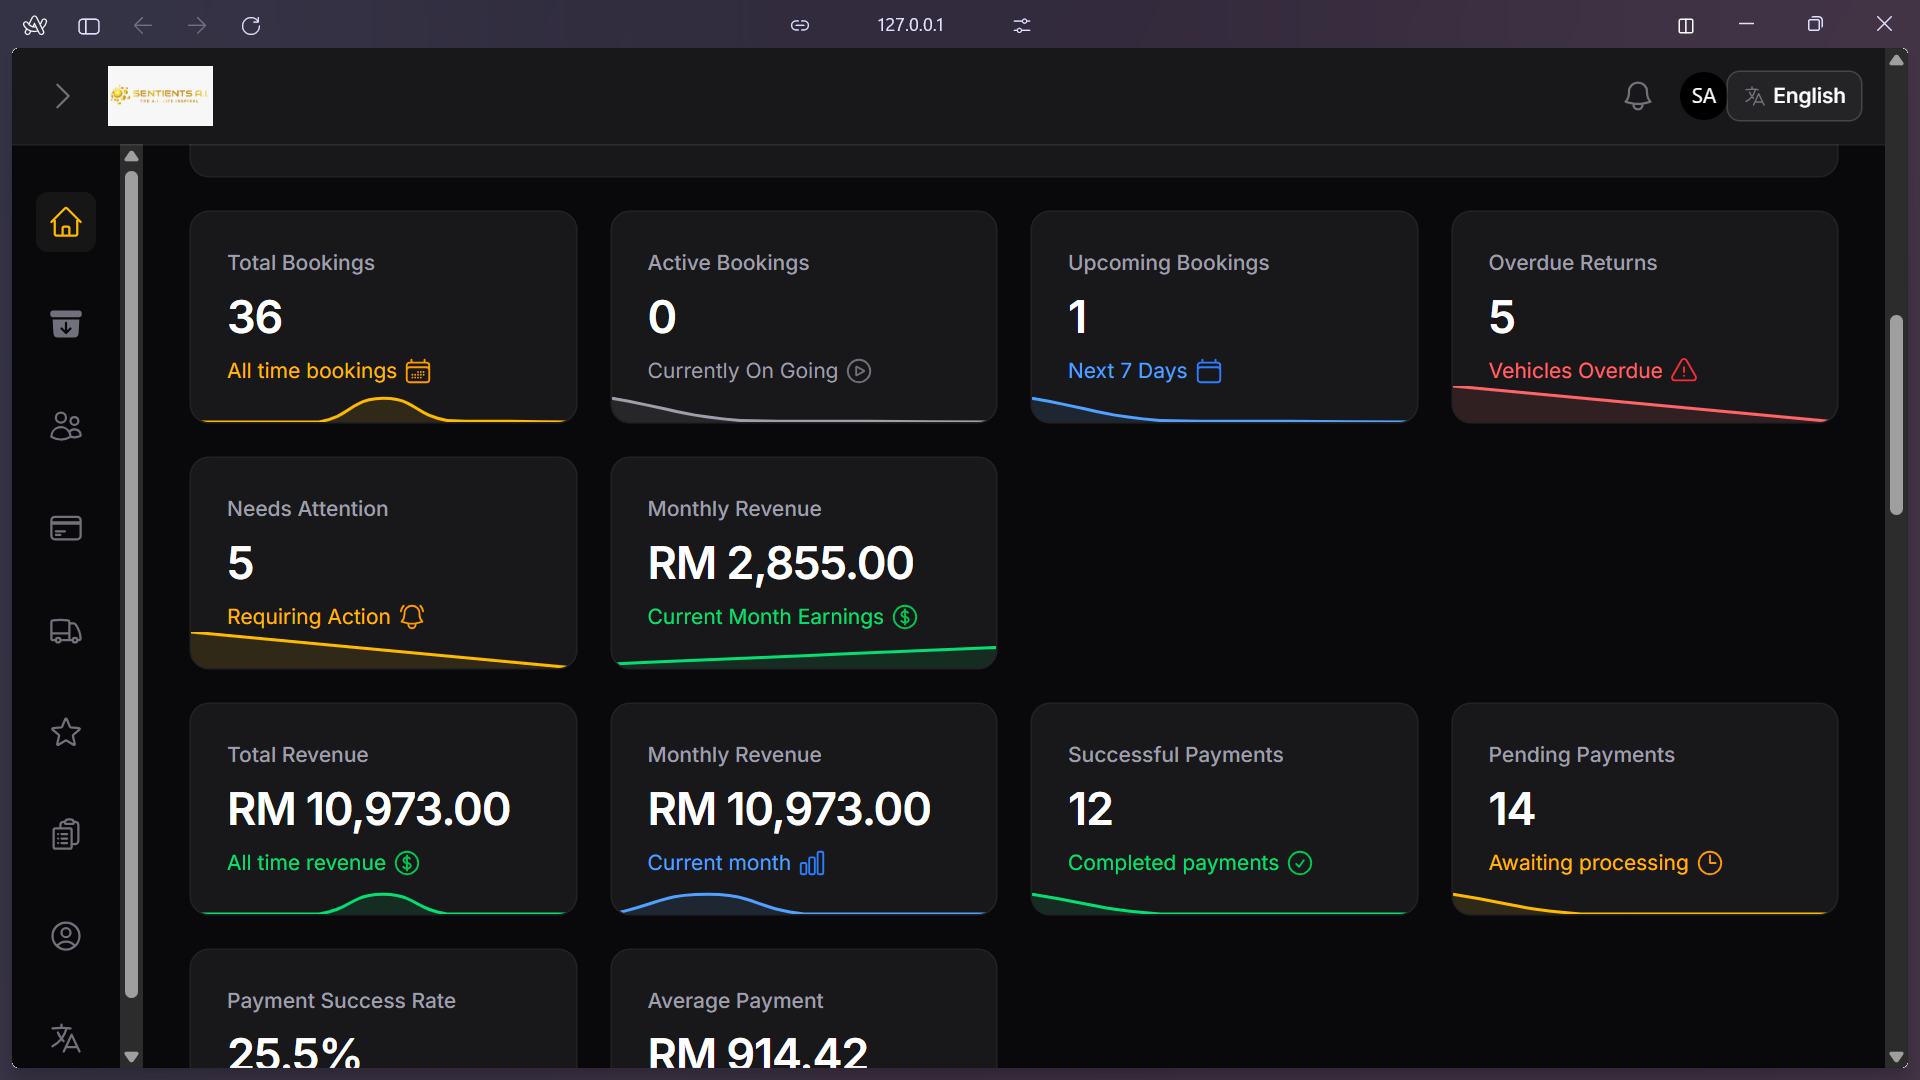 127.0.0.1
SENTIENTS A.I.
SA
English
Total Bookings
36
All time bookings
Active Bookings
0
Currently On Going
Upcoming Bookings
1
Next 7 Days
Overdue Returns
5
Vehicles Overdue
Needs Attention
5
Requiring Action
Monthly Revenue
RM 2,855.00
Current Month Earnings
Total Revenue
RM 10,973.00
All time revenue
Monthly Revenue
RM 10,973.00
Current month
Successful Payments
12
Completed payments
Pending Payments
14
Awaiting processing
Payment Success Rate
25.5%
Average Payment
RM 914.42